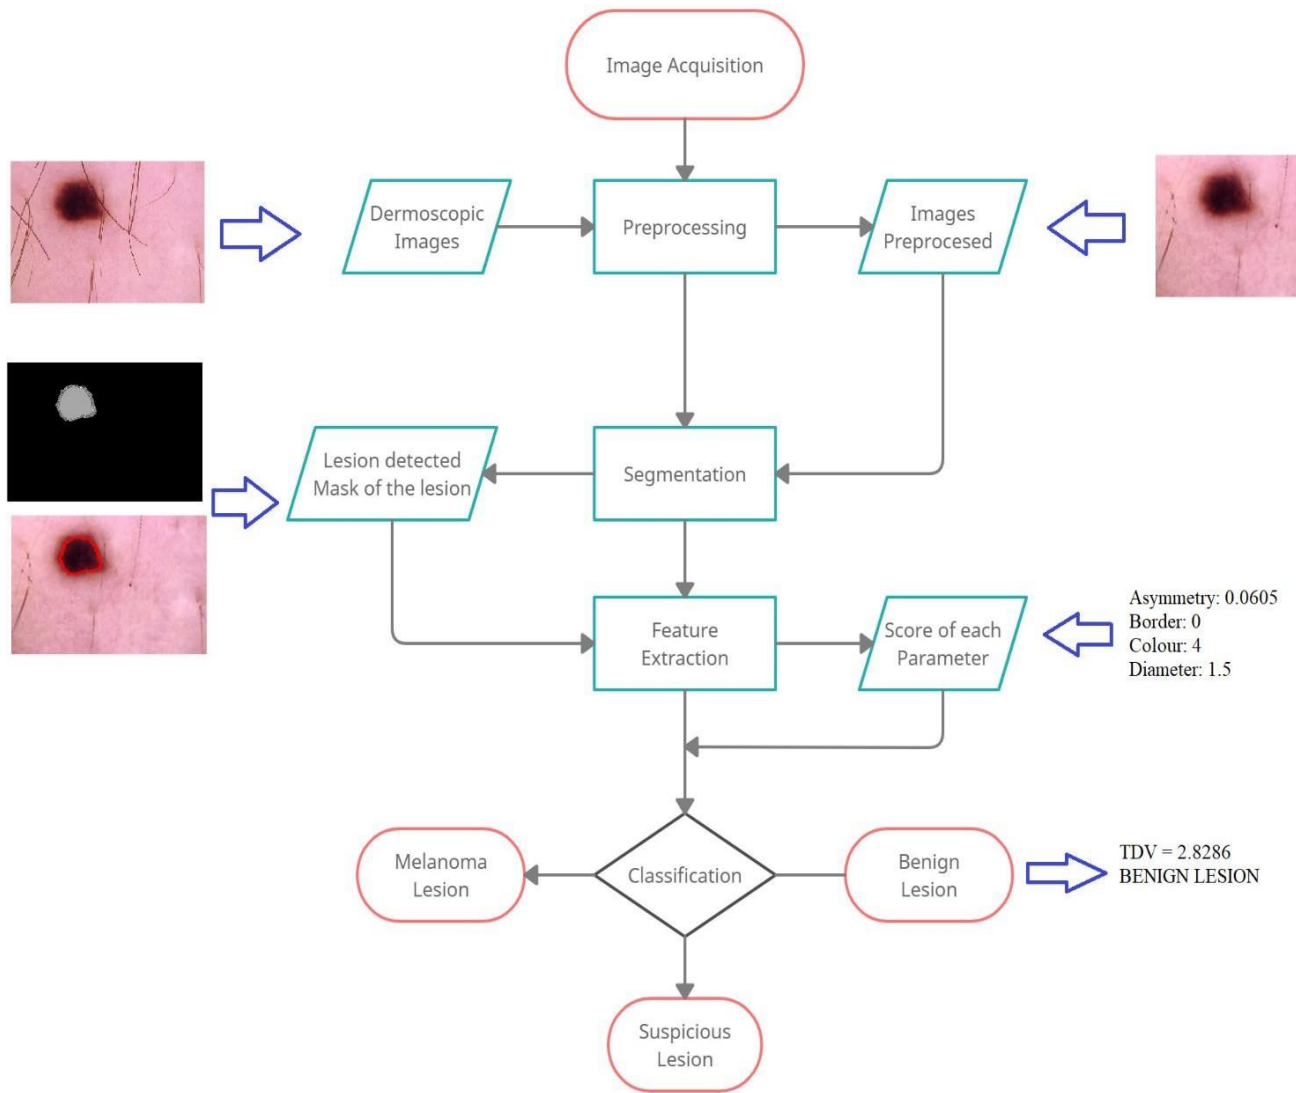 Image Acquisition
Dermoscopic
Images
Preprocessing
Images
Preprocesed
Lesion detected
Mask of the lesion
Segmentation
Feature
Extraction
Score of each
Parameter
Asymmetry: 0.0605
Border: 0
Colour: 4
Diameter: 1.5
Melanoma
Lesion
Classification
Benign
Lesion
TDV = 2.8286
BENIGN LESION
Suspicious
Lesion